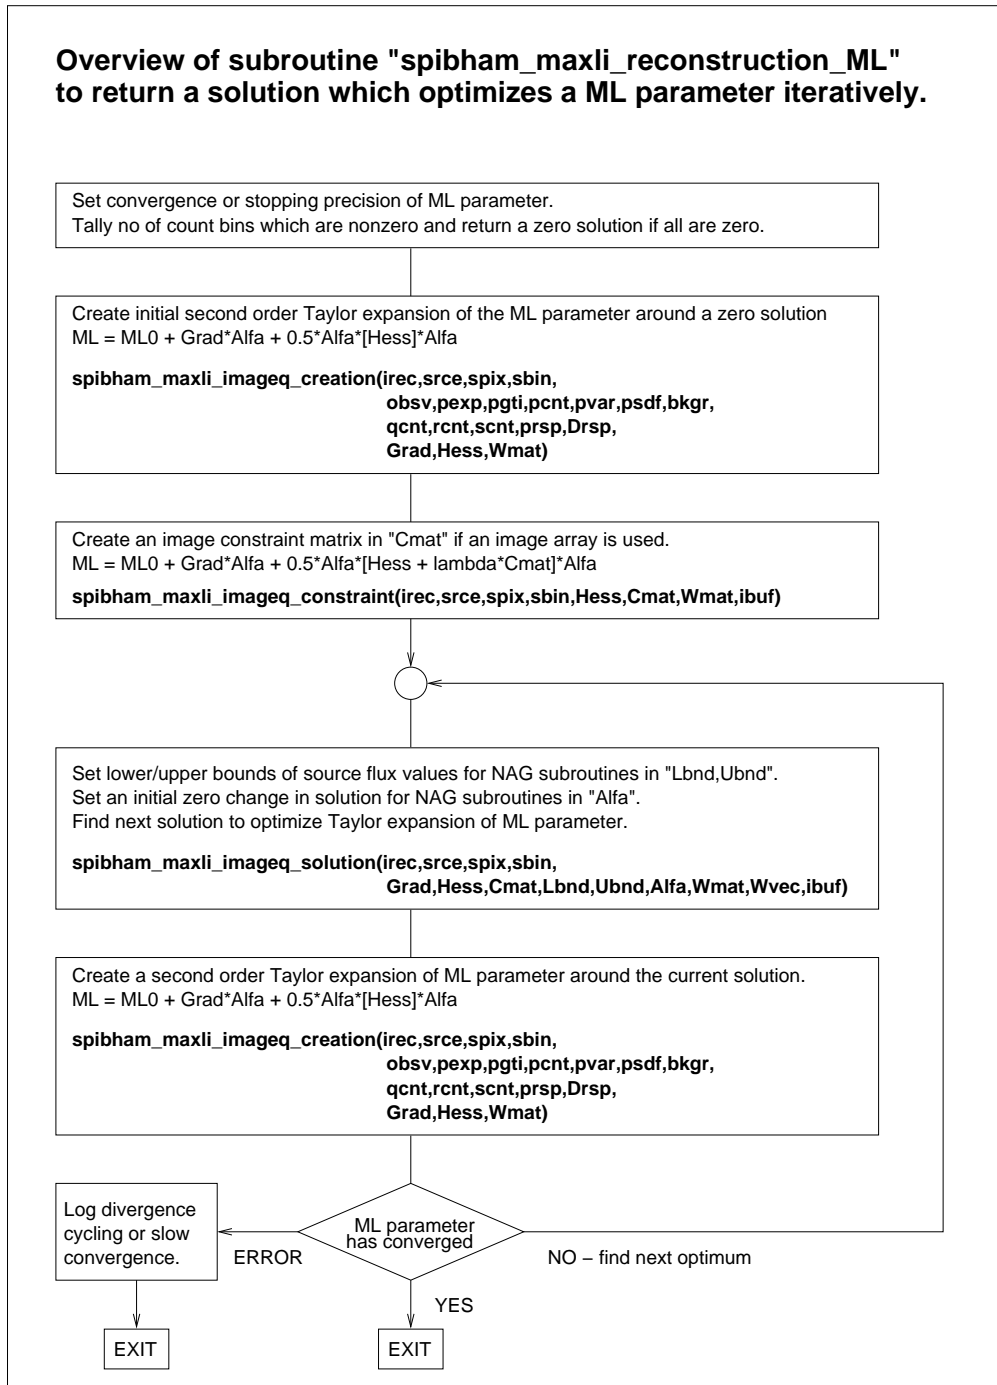 Overview of subroutine "spibham_maxli_reconstruction_ML"
to return a solution which optimizes a ML parameter iteratively.
Set convergence or stopping precision of ML parameter.
Tally no of count bins which are nonzero and return a zero solution if all are zero.
Create initial second order Taylor expansion of the ML parameter around a zero solution
ML = ML0 + Grad*Alfa + 0.5*Alfa*[Hess]*Alfa
spibham_maxli_imageq_creation(irec,srce,spix,sbin,
obsv,pexp,pgti,pcnt,pvar,psdf,bkgr,
qcnt,rcnt,scnt,prsp,Drsp,
Grad,Hess,Wmat)
Create an image constraint matrix in "Cmat" if an image array is used.
ML = ML0 + Grad*Alfa + 0.5*Alfa*[Hess + lambda*Cmat]*Alfa
spibham_maxli_imageq_constraint(irec,srce,spix,sbin,Hess,Cmat,Wmat,ibuf)
Set lower/upper bounds of source flux values for NAG subroutines in "Lbnd,Ubnd".
Set an initial zero change in solution for NAG subroutines in "Alfa".
Find next solution to optimize Taylor expansion of ML parameter.
spibham_maxli_imageq_solution(irec,srce,spix,sbin,
Grad,Hess,Cmat,Lbnd,Ubnd,Alfa,Wmat,Wvec,ibuf)
Create a second order Taylor expansion of ML parameter around the current solution.
ML = ML0 + Grad*Alfa + 0.5*Alfa*[Hess]*Alfa
spibham_maxli_imageq_creation(irec,srce,spix,sbin,
obsv,pexp,pgti,pcnt,pvar,psdf,bkgr,
qcnt,rcnt,scnt,prsp,Drsp,
Grad,Hess,Wmat)
Log divergence
cycling or slow
convergence.
ERROR
ML parameter
has converged
NO – find next optimum
YES
EXIT
EXIT